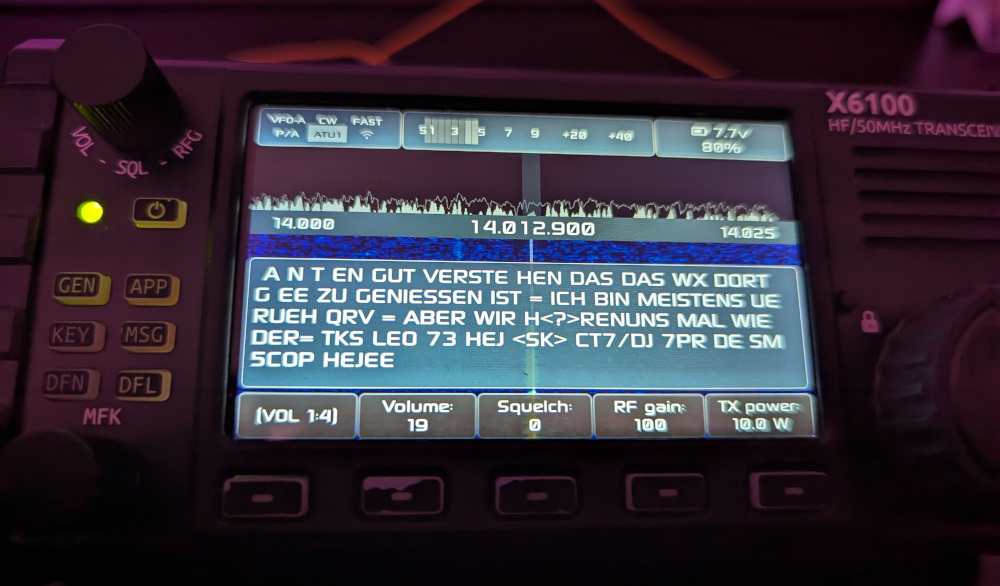 X6100
HF/50MHz TRANSCEIV
VOL - SQL - RFG
VFO-A CW FAST
P/A ATU1
S1 3 5 7 9 +20 +40
7.7V
80%
14.000 14.012.900 14.025
A N T EN GUT VERSTE HEN DAS DAS WX DORT
G EE ZU GENIESSEN IST = ICH BIN MEISTENS UE
RUEH QRV = ABER WIR H<?>RENUNS MAL WIE
DER= TKS LEO 73 HEJ <SK> CT7/DJ 7PR DE SM
5COP HEJEE
(VOL 1:4) Volume: 19 Squelch: 0 RF gain: 100 TX power: 10.0 W
GEN APP
KEY MSG
DFN DFL
MFK